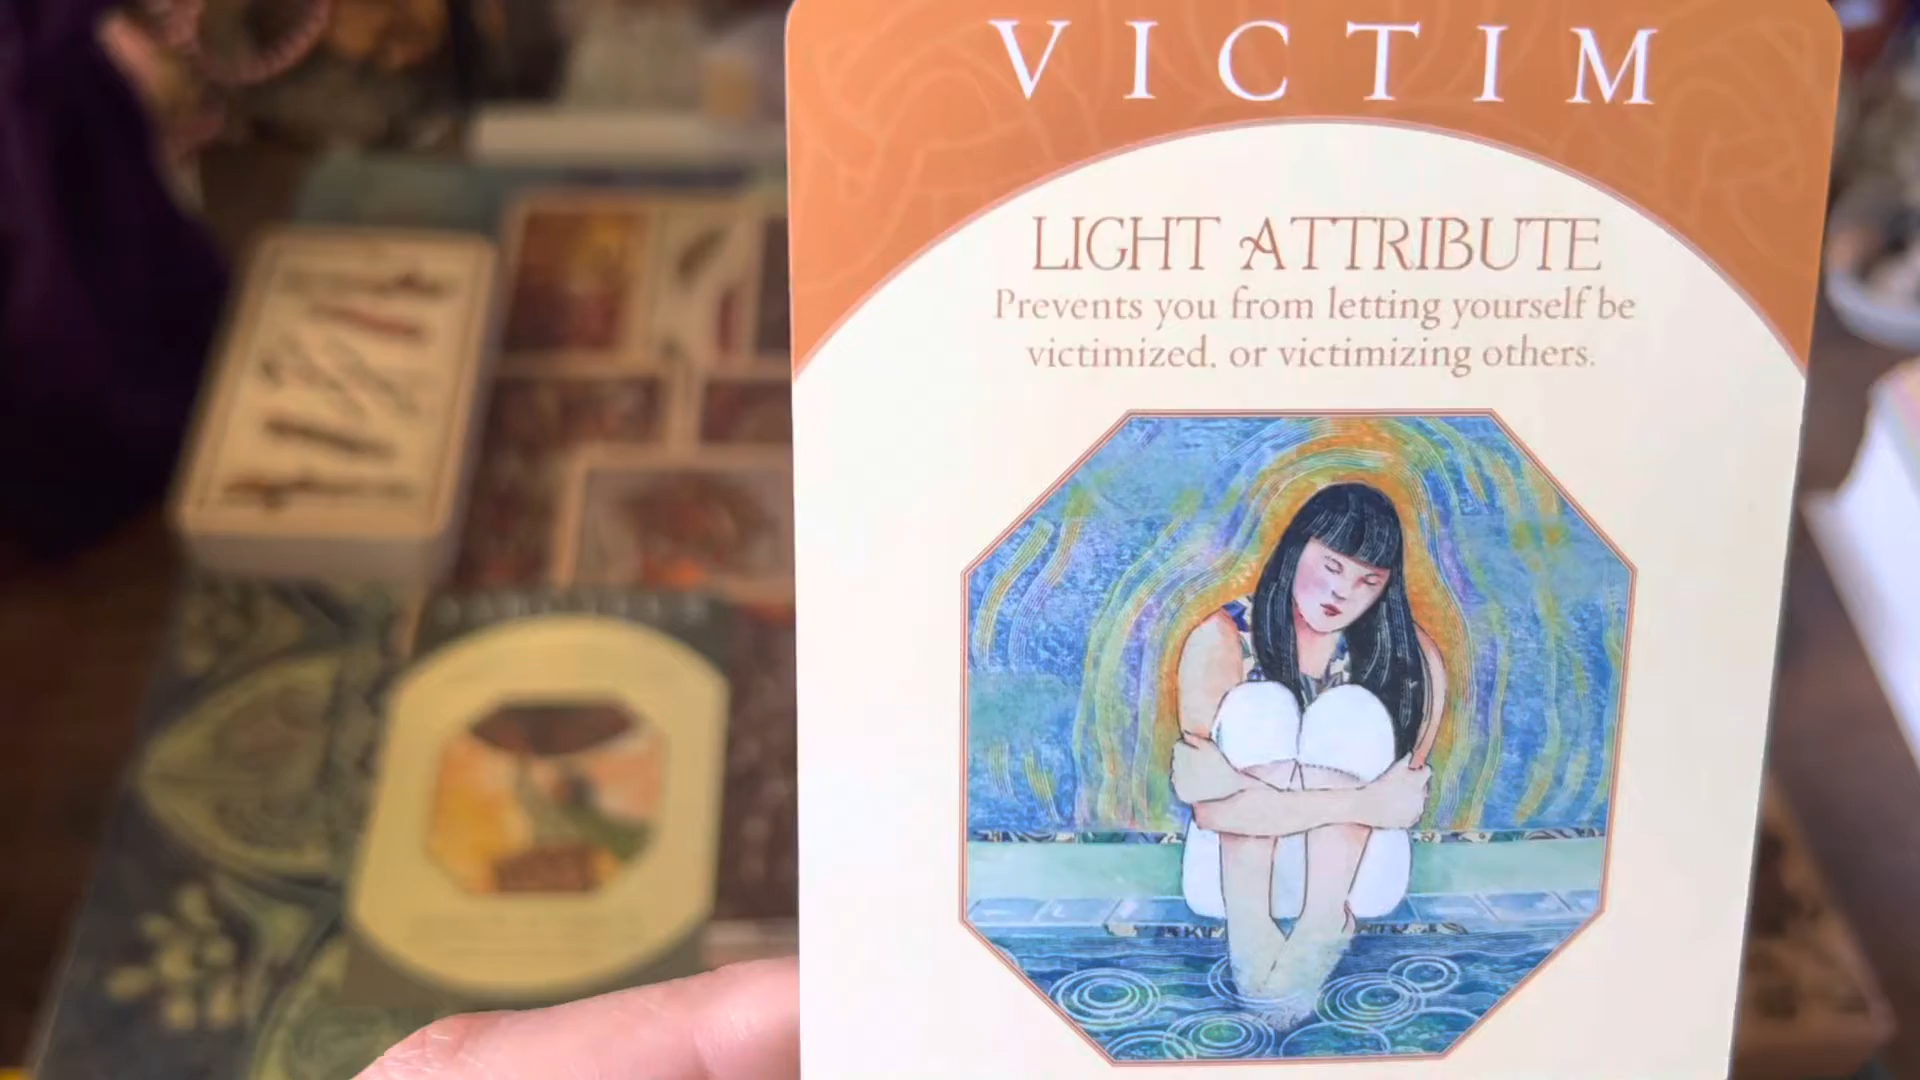 VICTIM
LIGHT ATTRIBUTE
Prevents you from letting yourself be
victimized, or victimizing others.